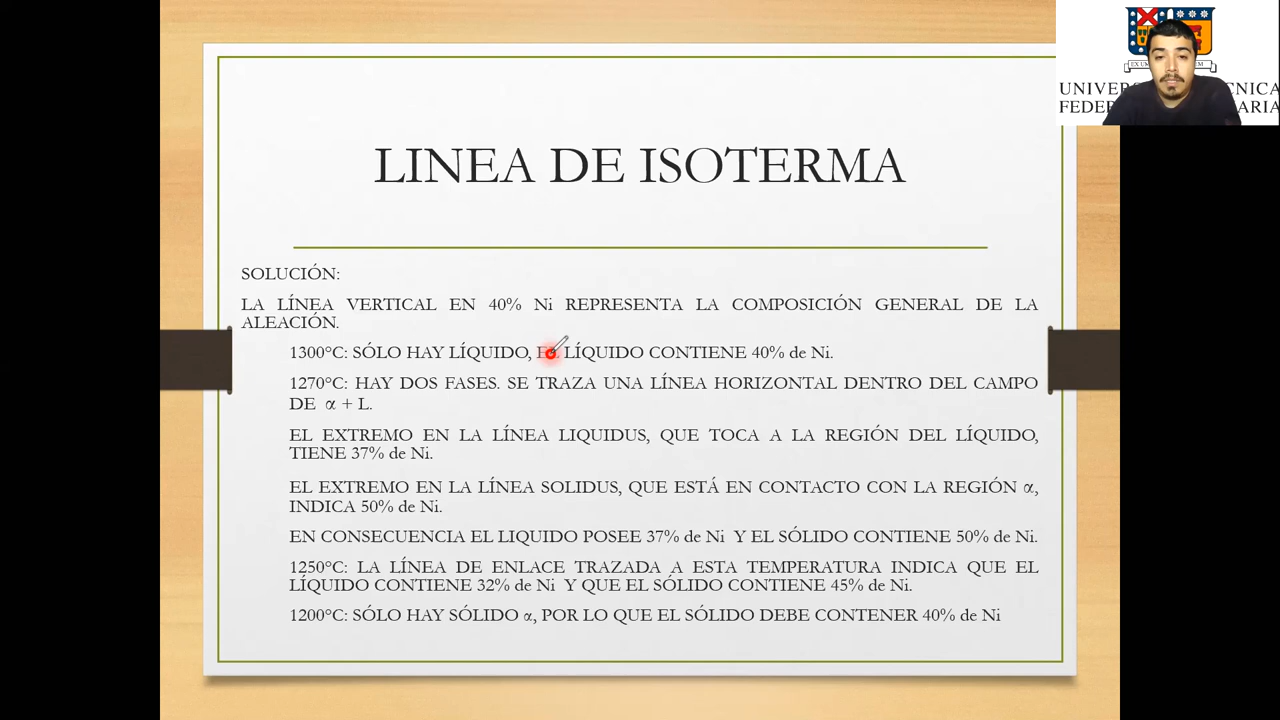 UNIVER CNICA
FEDER ARIA
LINEA DE ISOTERMA
SOLUCIÓN:
LA LÍNEA VERTICAL EN 40% Ni REPRESENTA LA COMPOSICIÓN GENERAL DE LA
ALEACIÓN.
1300°C: SÓLO HAY LÍQUIDO, EL LÍQUIDO CONTIENE 40% de Ni.
1270°C: HAY DOS FASES. SE TRAZA UNA LÍNEA HORIZONTAL DENTRO DEL CAMPO
DE α + L.
EL EXTREMO EN LA LÍNEA LIQUIDUS, QUE TOCA A LA REGIÓN DEL LÍQUIDO,
TIENE 37% de Ni.
EL EXTREMO EN LA LÍNEA SOLIDUS, QUE ESTÁ EN CONTACTO CON LA REGIÓN α,
INDICA 50% de Ni.
EN CONSECUENCIA EL LIQUIDO POSEE 37% de Ni Y EL SÓLIDO CONTIENE 50% de Ni.
1250°C: LA LÍNEA DE ENLACE TRAZADA A ESTA TEMPERATURA INDICA QUE EL
LÍQUIDO CONTIENE 32% de Ni Y QUE EL SÓLIDO CONTIENE 45% de Ni.
1200°C: SÓLO HAY SÓLIDO α, POR LO QUE EL SÓLIDO DEBE CONTENER 40% de Ni